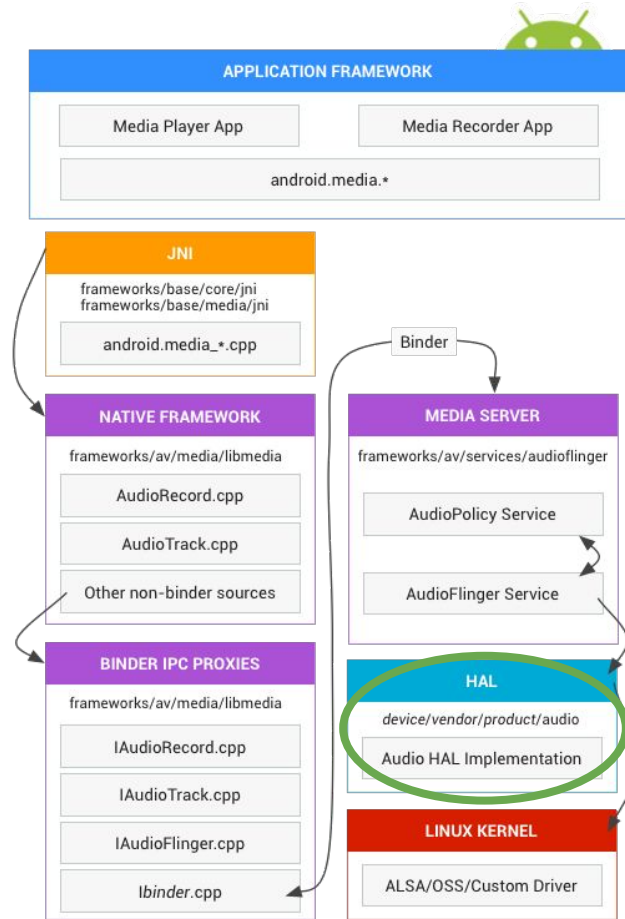 APPLICATION FRAMEWORK
Media Player App
Media Recorder App
android.media.*
JNI
frameworks/base/core/jni
frameworks/base/media/jni
android.media_*.cpp
Binder
NATIVE FRAMEWORK
frameworks/av/media/libmedia
AudioRecord.cpp
AudioTrack.cpp
Other non-binder sources
BINDER IPC PROXIES
frameworks/av/media/libmedia
IAudioRecord.cpp
IAudioTrack.cpp
IAudioFlinger.cpp
Ibinder.cpp
MEDIA SERVER
frameworks/av/services/audioflinger
AudioPolicy Service
AudioFlinger Service
HAL
device/vendor/product/audio
Audio HAL Implementation
LINUX KERNEL
ALSA/OSS/Custom Driver